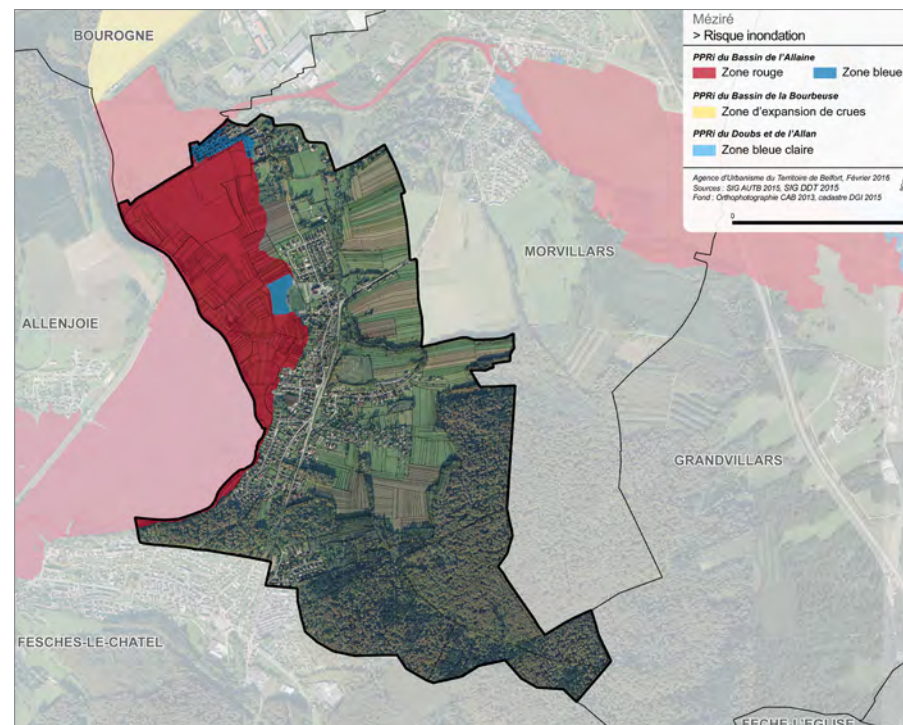 Méziré
> Risque inondation
PPRi du Bassin de l'Allaine
Zone rouge
Zone bleue
PPRi du Bassin de la Bourbeuse
Zone d'expansion de crues
PPRi du Doubs et de l'Allan
Zone bleue claire
Agence d'Urbanisme du Territoire de Belfort, Février 2016
Sources : SIG AUTB 2015, SIG DDT 2015
Fond : Orthophotographie CAB 2013, cadastre DGI 2015
0
BOUROGNE
MORVILLARS
ALLENJOIE
GRANDVILLARS
FESCHES-LE-CHATEL
FECHE-L'EGLISE